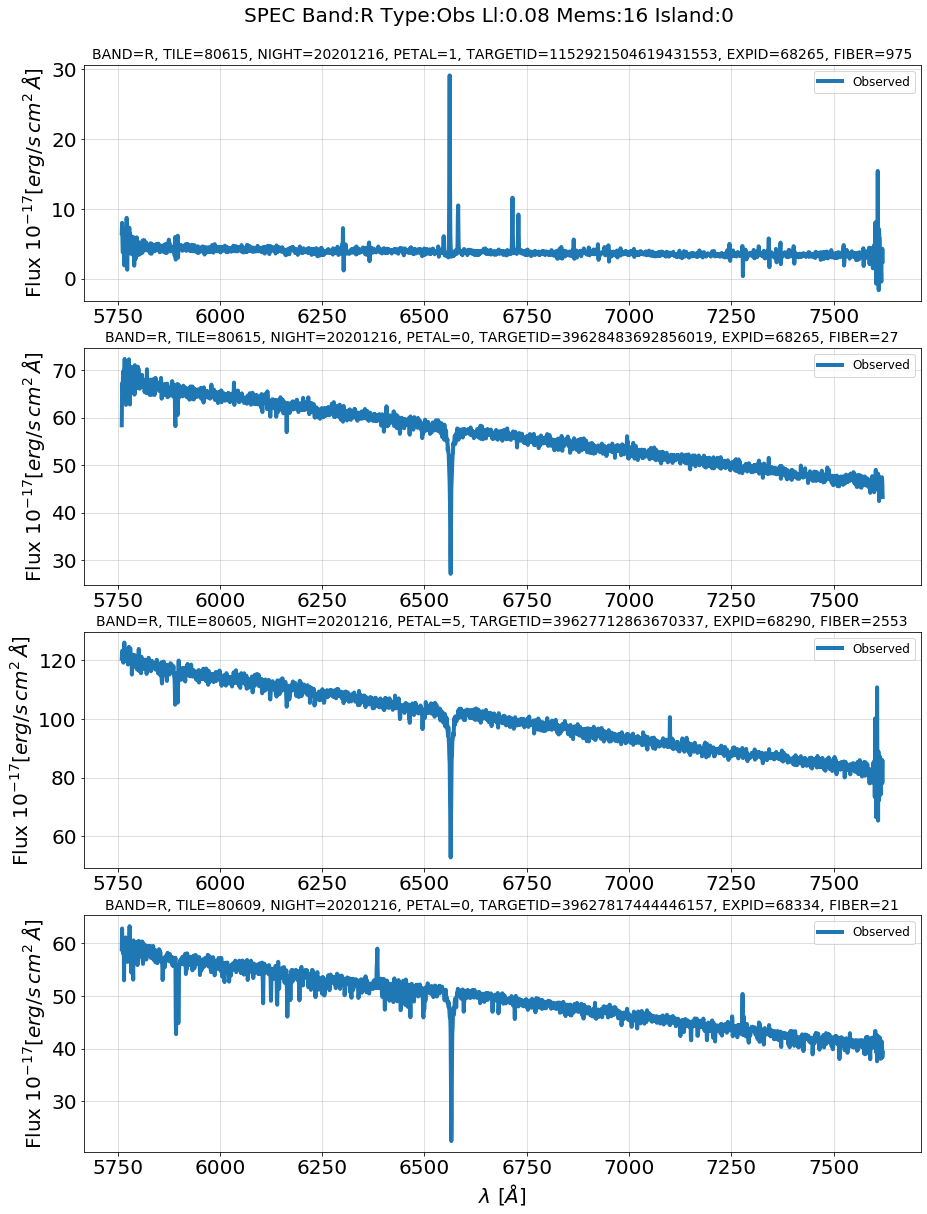 SPEC Band:R Type:Obs Ll:0.08 Mems:16 Island:0
BAND=R, TILE=80615, NIGHT=20201216, PETAL=1, TARGETID=1152921504619431553, EXPID=68265, FIBER=975
Flux 10^{-17}[erg/s cm^2 Å]
30
20
10
0
Observed
5750 6000 6250 6500 6750 7000 7250 7500
BAND=R, TILE=80615, NIGHT=20201216, PETAL=0, TARGETID=39628483692856019, EXPID=68265, FIBER=27
Flux 10^{-17}[erg/s cm^2 Å]
70
60
50
40
30
Observed
5750 6000 6250 6500 6750 7000 7250 7500
BAND=R, TILE=80605, NIGHT=20201216, PETAL=5, TARGETID=39627712863670337, EXPID=68290, FIBER=2553
Flux 10^{-17}[erg/s cm^2 Å]
120
100
80
60
Observed
5750 6000 6250 6500 6750 7000 7250 7500
BAND=R, TILE=80609, NIGHT=20201216, PETAL=0, TARGETID=39627817444446157, EXPID=68334, FIBER=21
Flux 10^{-17}[erg/s cm^2 Å]
60
50
40
30
Observed
5750 6000 6250 6500 6750 7000 7250 7500
λ [Å]